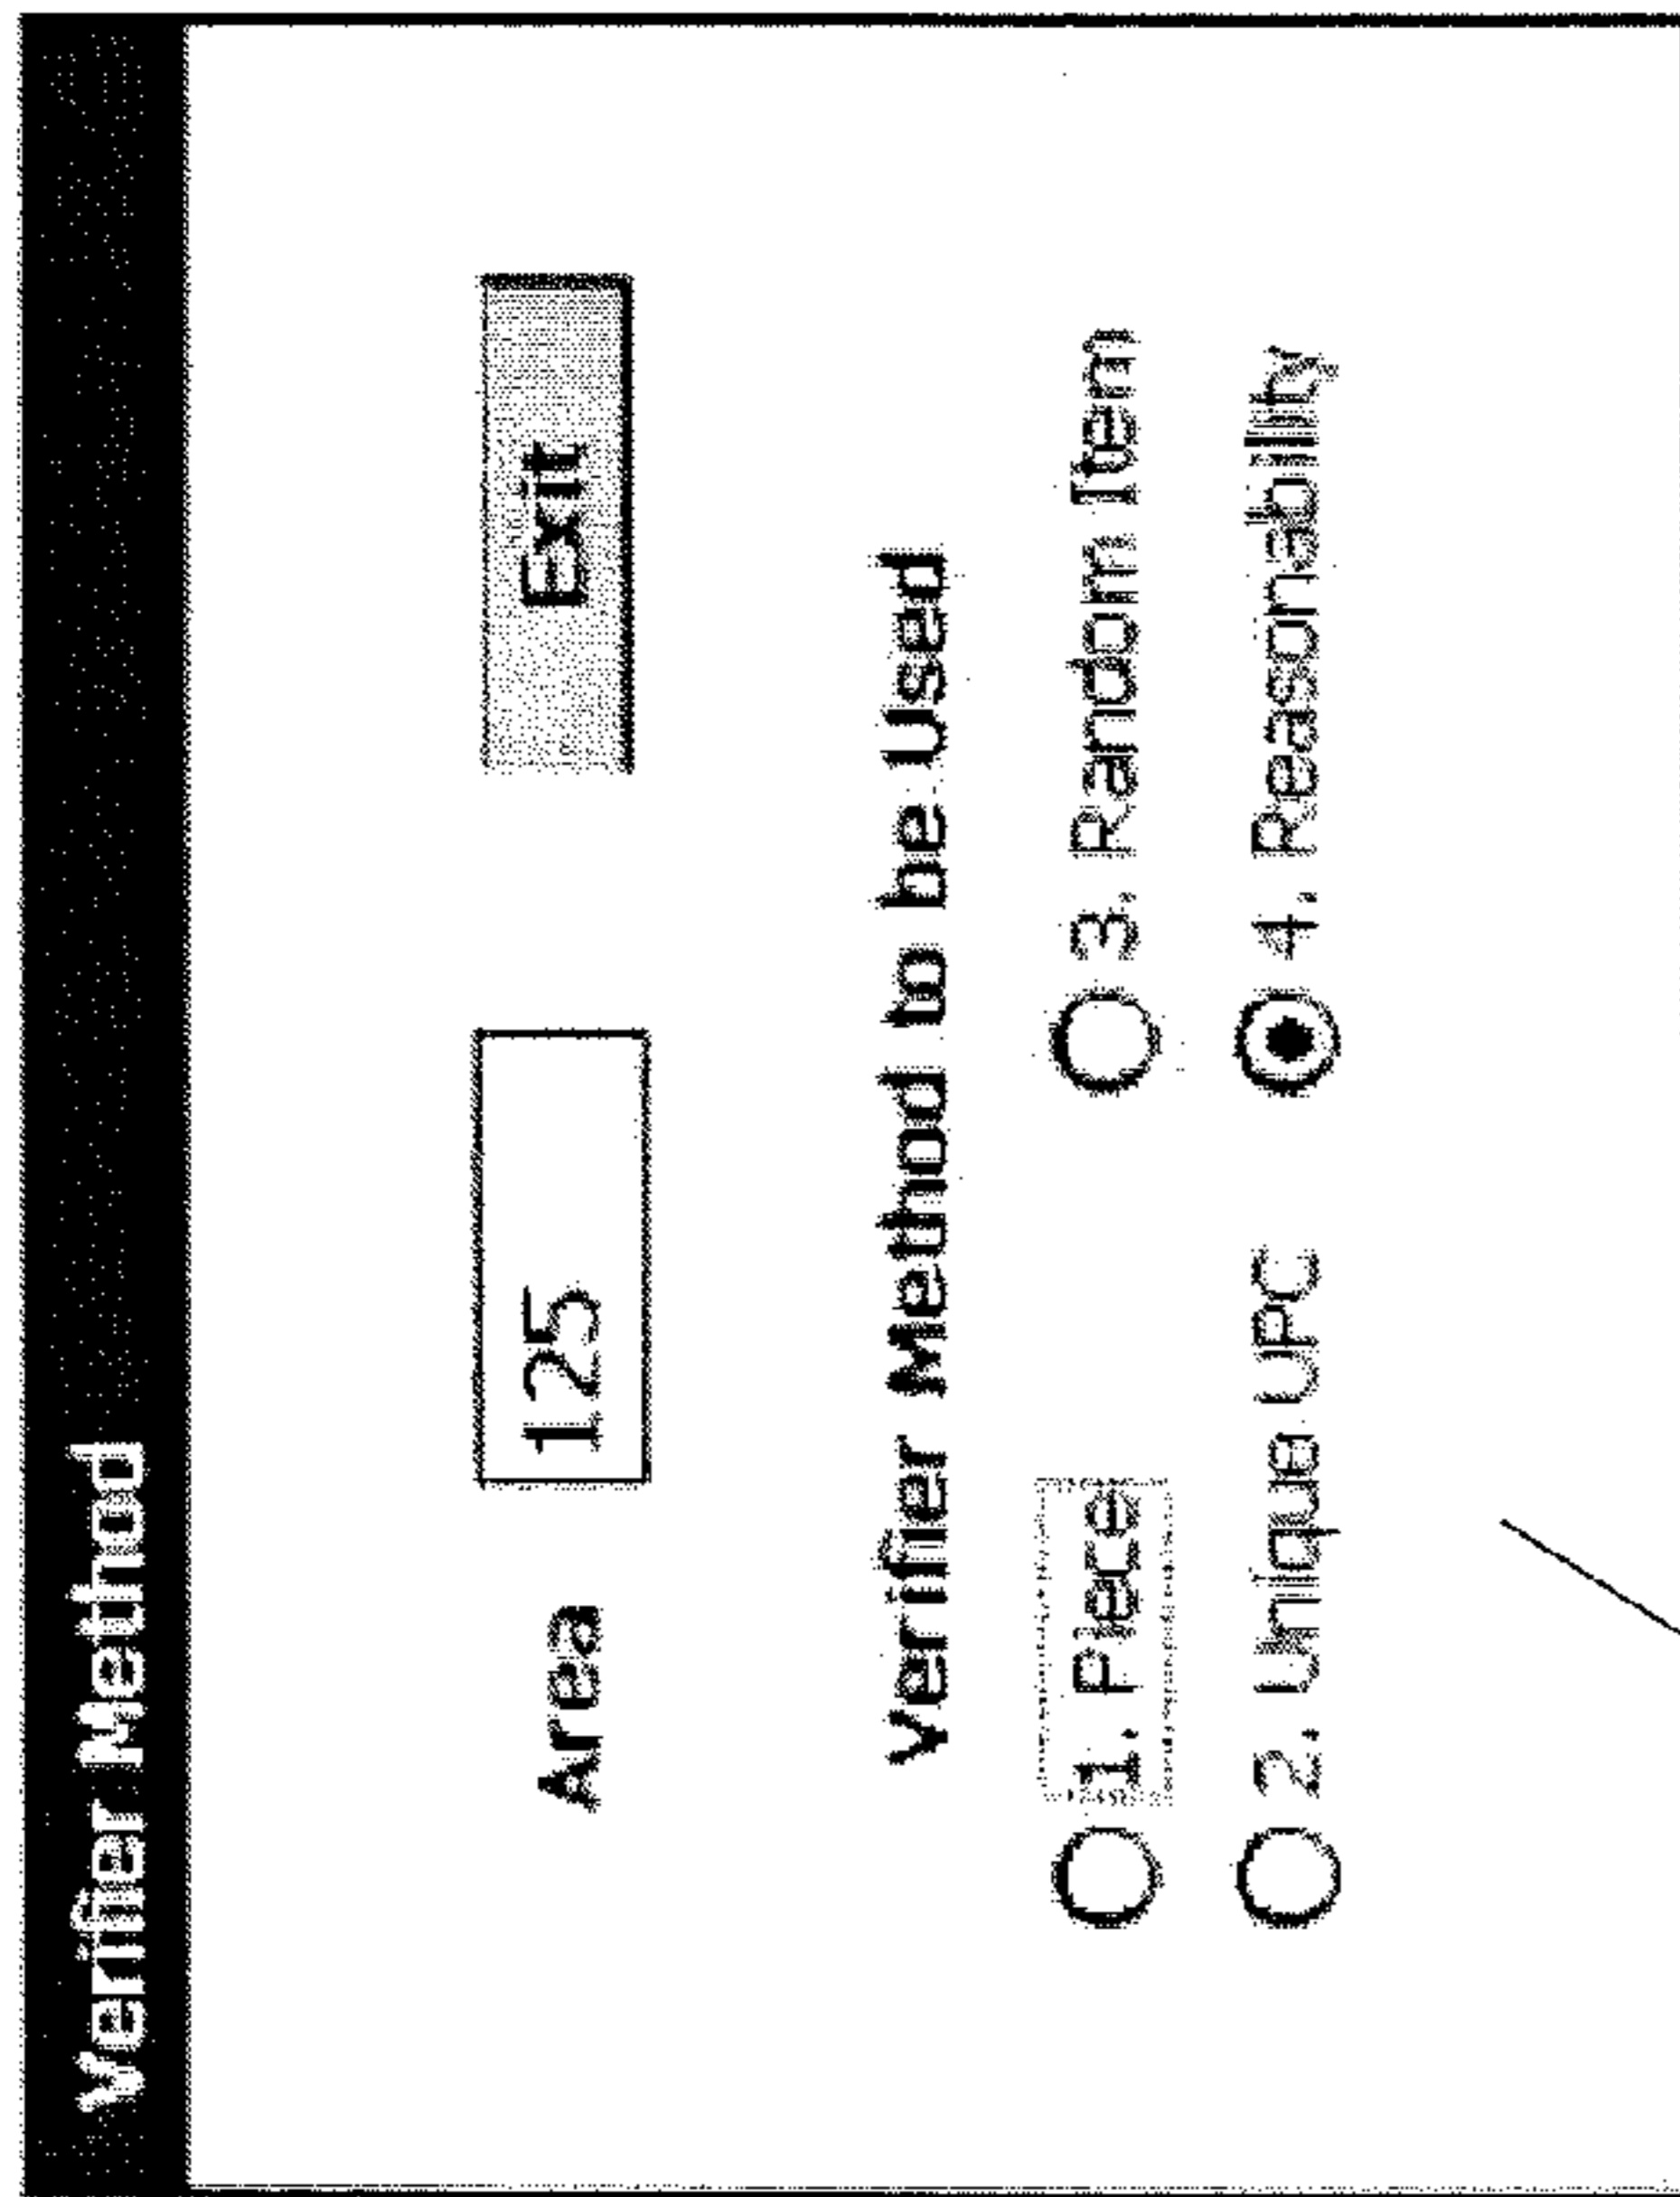 Verifier Method
Area 125 Exit
Verifier Method to be Used
1. Piece 3. Random Item
2. Unique UPC 4. Reasonability